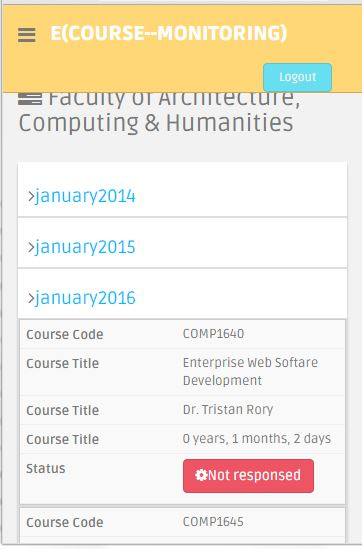 E(COURSE--MONITORING)
Logout
Faculty of Architecture,
Computing & Humanities
>january2014
>january2015
>january2016
Course Code COMP1640
Course Title Enterprise Web Softare
Development
Course Title Dr. Tristan Rory
Course Title 0 years, 1 months, 2 days
Status Not responsed
Course Code COMP1645